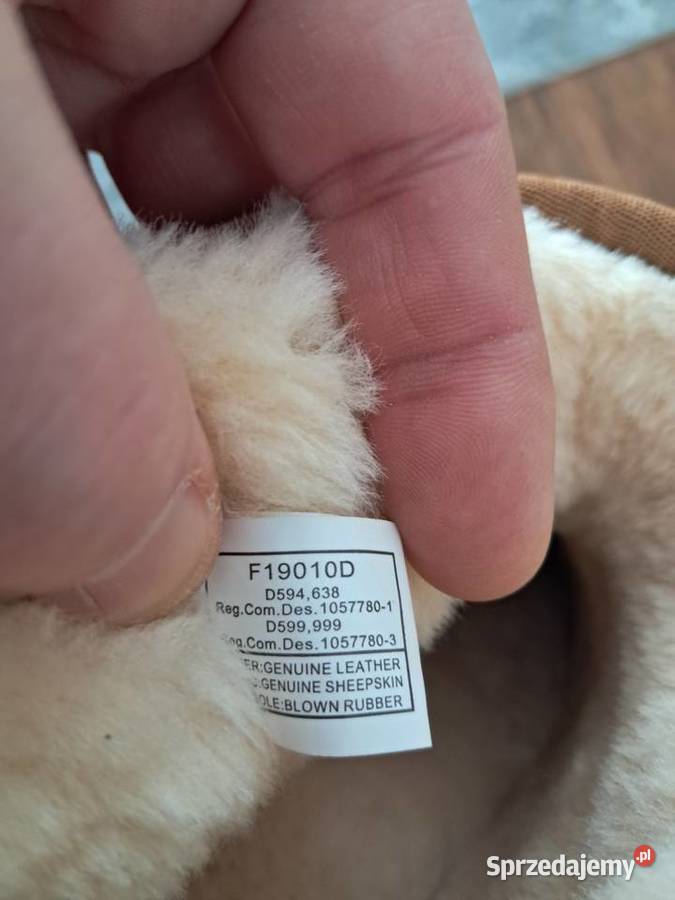 F19010D
D594,638
Reg.Com.Des.1057780-1
D599,999
.Com.Des.1057780-3
:GENUINE LEATHER
:GENUINE SHEEPSKIN
:BLOWN RUBBER
Sprzedajemy.pl